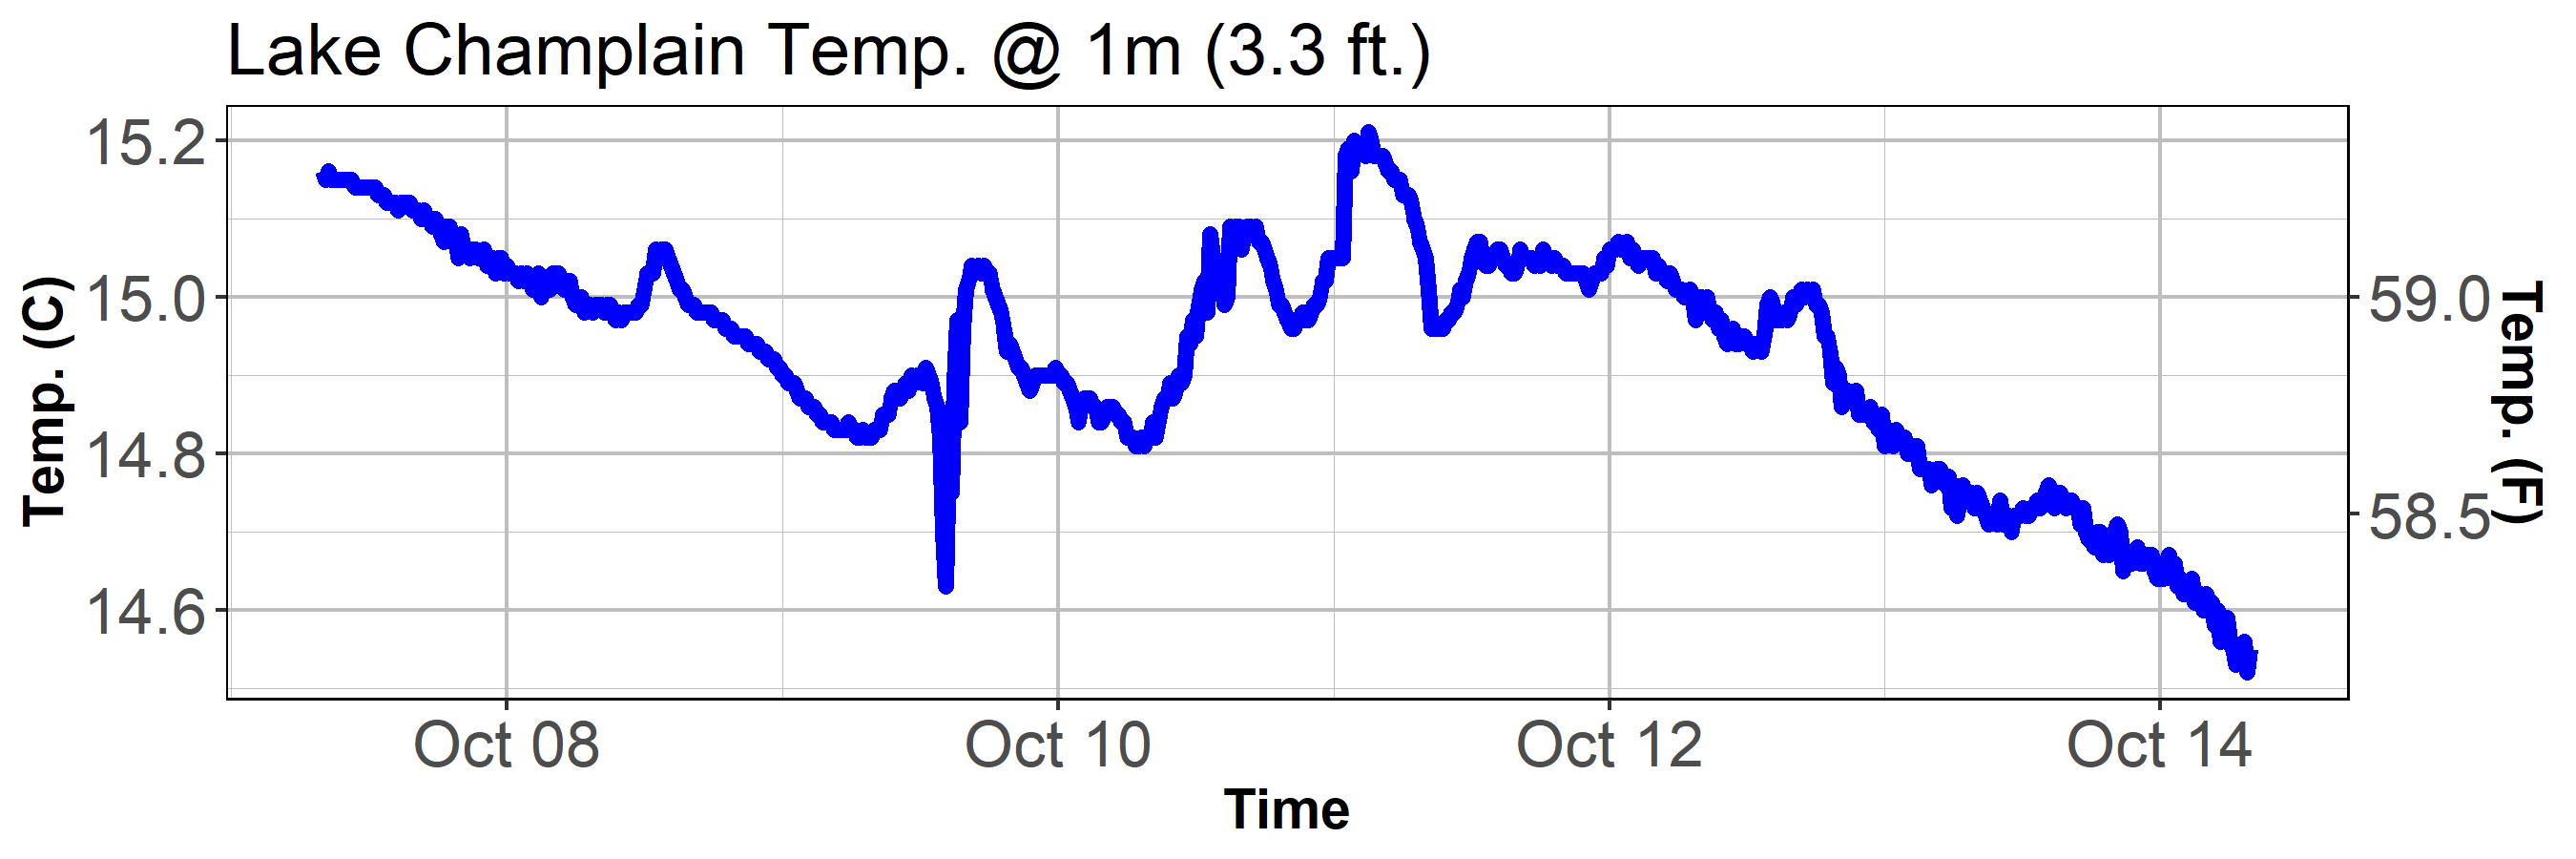 Lake Champlain Temp. @ 1m (3.3 ft.)
Temp. (C)
15.2
15.0
14.8
14.6
59.0
58.5
Temp. (F)
Oct 08 Oct 10 Oct 12 Oct 14
Time